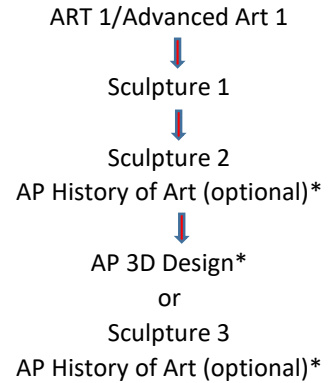 ART 1/Advanced Art 1
Sculpture 1
Sculpture 2
AP History of Art (optional)*
AP 3D Design*
or
Sculpture 3
AP History of Art (optional)*